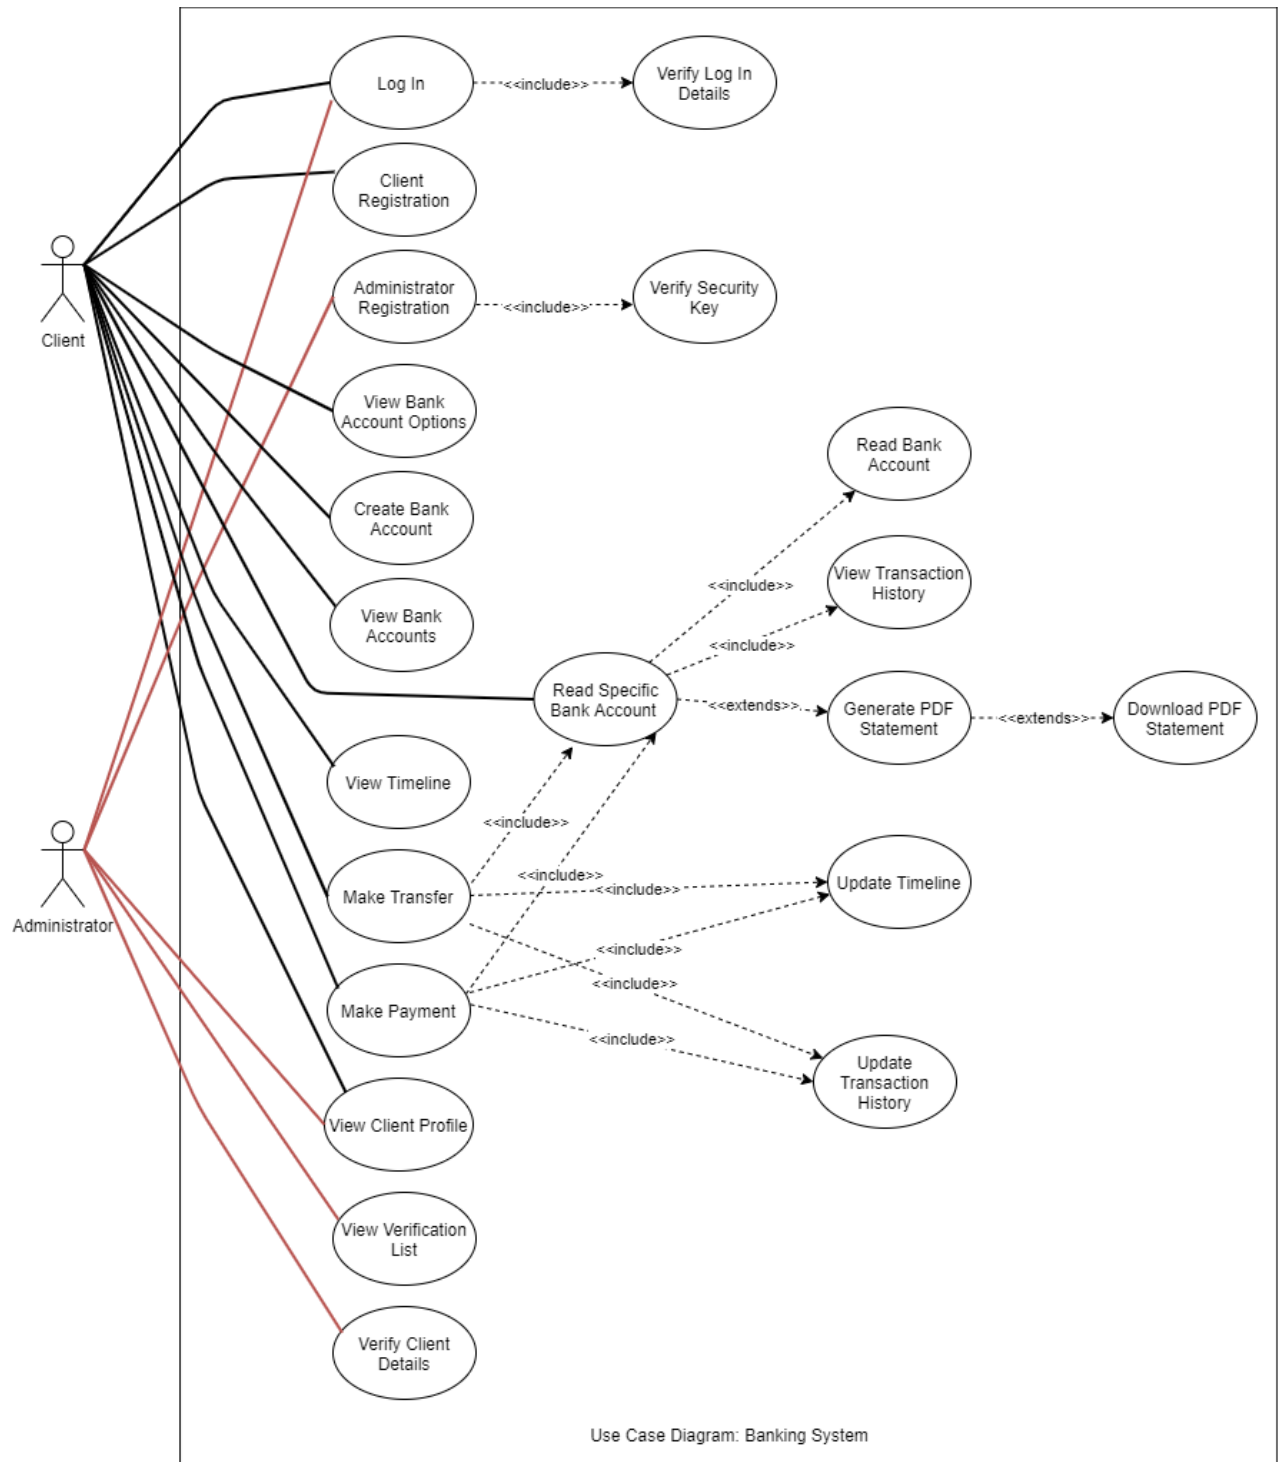 Log In
<<include>>
Verify Log In
Details
Client
Registration
Client
Administrator
Registration
<<include>>
Verify Security
Key
View Bank
Account Options
Create Bank
Account
View Bank
Accounts
Read Bank
Account
<<include>>
View Transaction
History
<<include>>
Read Specific
Bank Account
<<extends>>
Generate PDF
Statement
<<extends>>
Download PDF
Statement
View Timeline
<<include>>
Administrator
Make Transfer
<<include>>
<<include>>
Update Timeline
<<include>>
<<include>>
Make Payment
<<include>>
Update
Transaction
History
View Client Profile
View Verification
List
Verify Client
Details
Use Case Diagram: Banking System